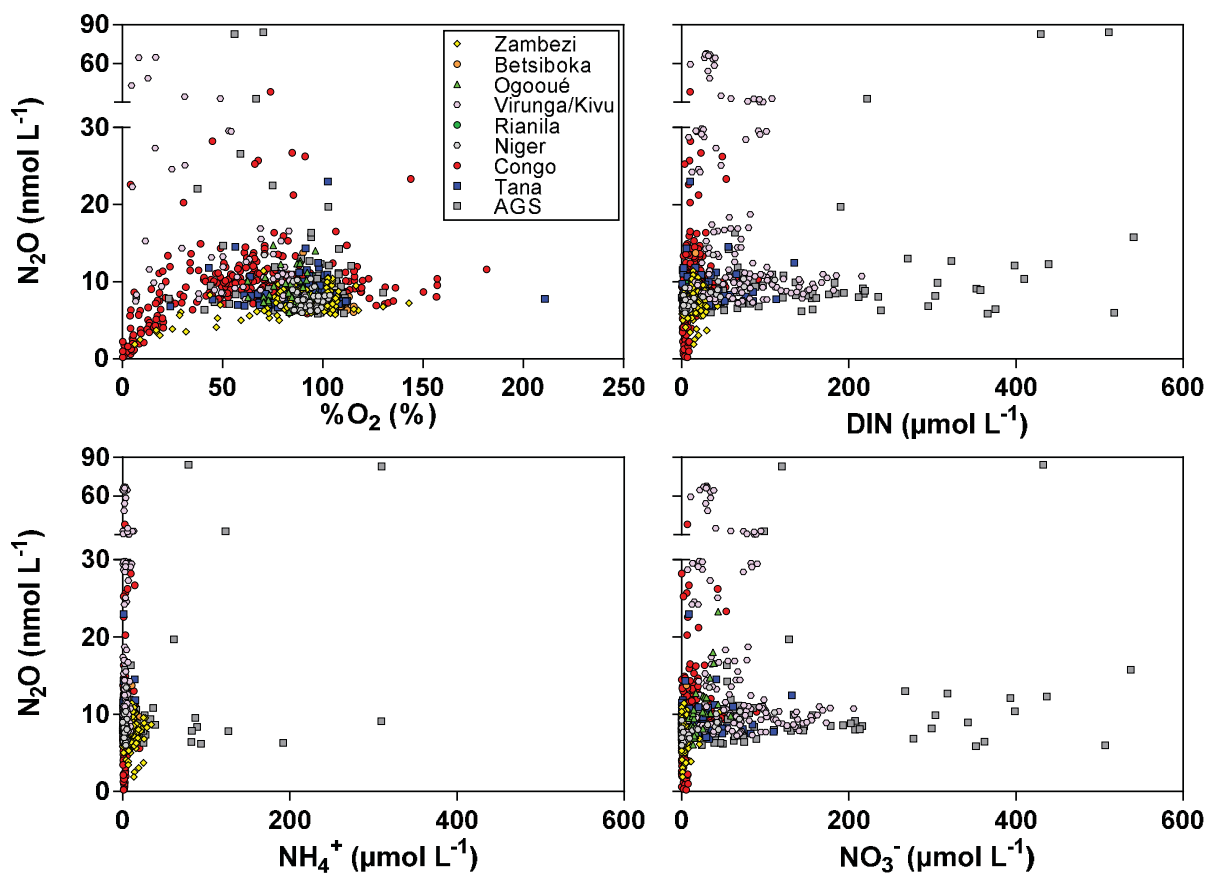 90
60
30
20
10
0
N₂O (nmol L⁻¹)
0 50 100 150 200 250
%O₂ (%)
Zambezi
Betsiboka
Ogooué
Virunga/Kivu
Rianila
Niger
Congo
Tana
AGS
0 200 400 600
DIN (µmol L⁻¹)
90
60
30
20
10
0
N₂O (nmol L⁻¹)
0 200 400 600
NH₄⁺ (µmol L⁻¹)
0 200 400 600
NO₃⁻ (µmol L⁻¹)